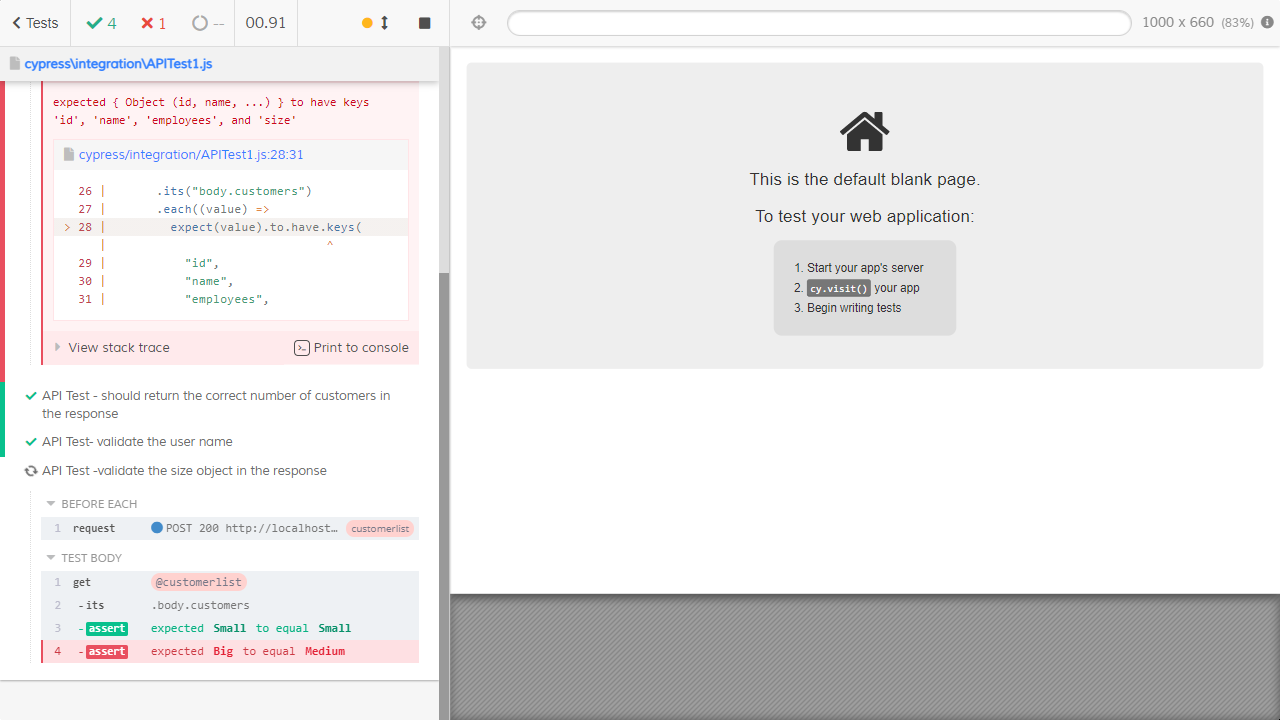 Tests 4 1 -- 00.91
1000 x 660 (83%)
cypress\integration\APITest1.js
expected { Object (id, name, ...) } to have keys
'id', 'name', 'employees', and 'size'
cypress/integration/APITest1.js:28:31
26 | .its("body.customers")
27 | .each((value) =>
> 28 | expect(value).to.have.keys(
| ^
29 | "id",
30 | "name",
31 | "employees",
View stack trace Print to console
API Test - should return the correct number of customers in
the response
API Test- validate the user name
API Test -validate the size object in the response
BEFORE EACH
1 request POST 200 http://localhost… customerlist
TEST BODY
1 get @customerlist
2 -its .body.customers
3 -assert expected Small to equal Small
4 -assert expected Big to equal Medium
This is the default blank page.
To test your web application:
1. Start your app's server
2. cy.visit() your app
3. Begin writing tests